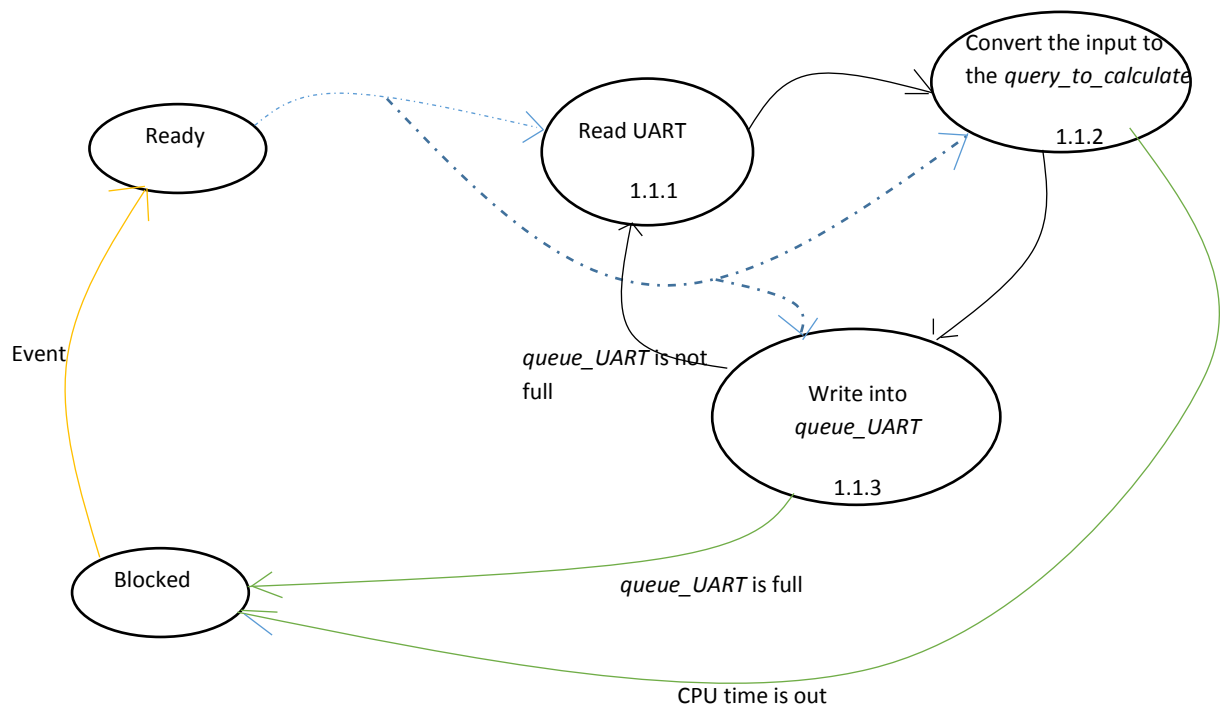 Convert the input to
the query_to_calculate
1.1.2
Ready
Read UART
1.1.1
Event
queue_UART is not
full
Write into
queue_UART
1.1.3
Blocked
queue_UART is full
CPU time is out